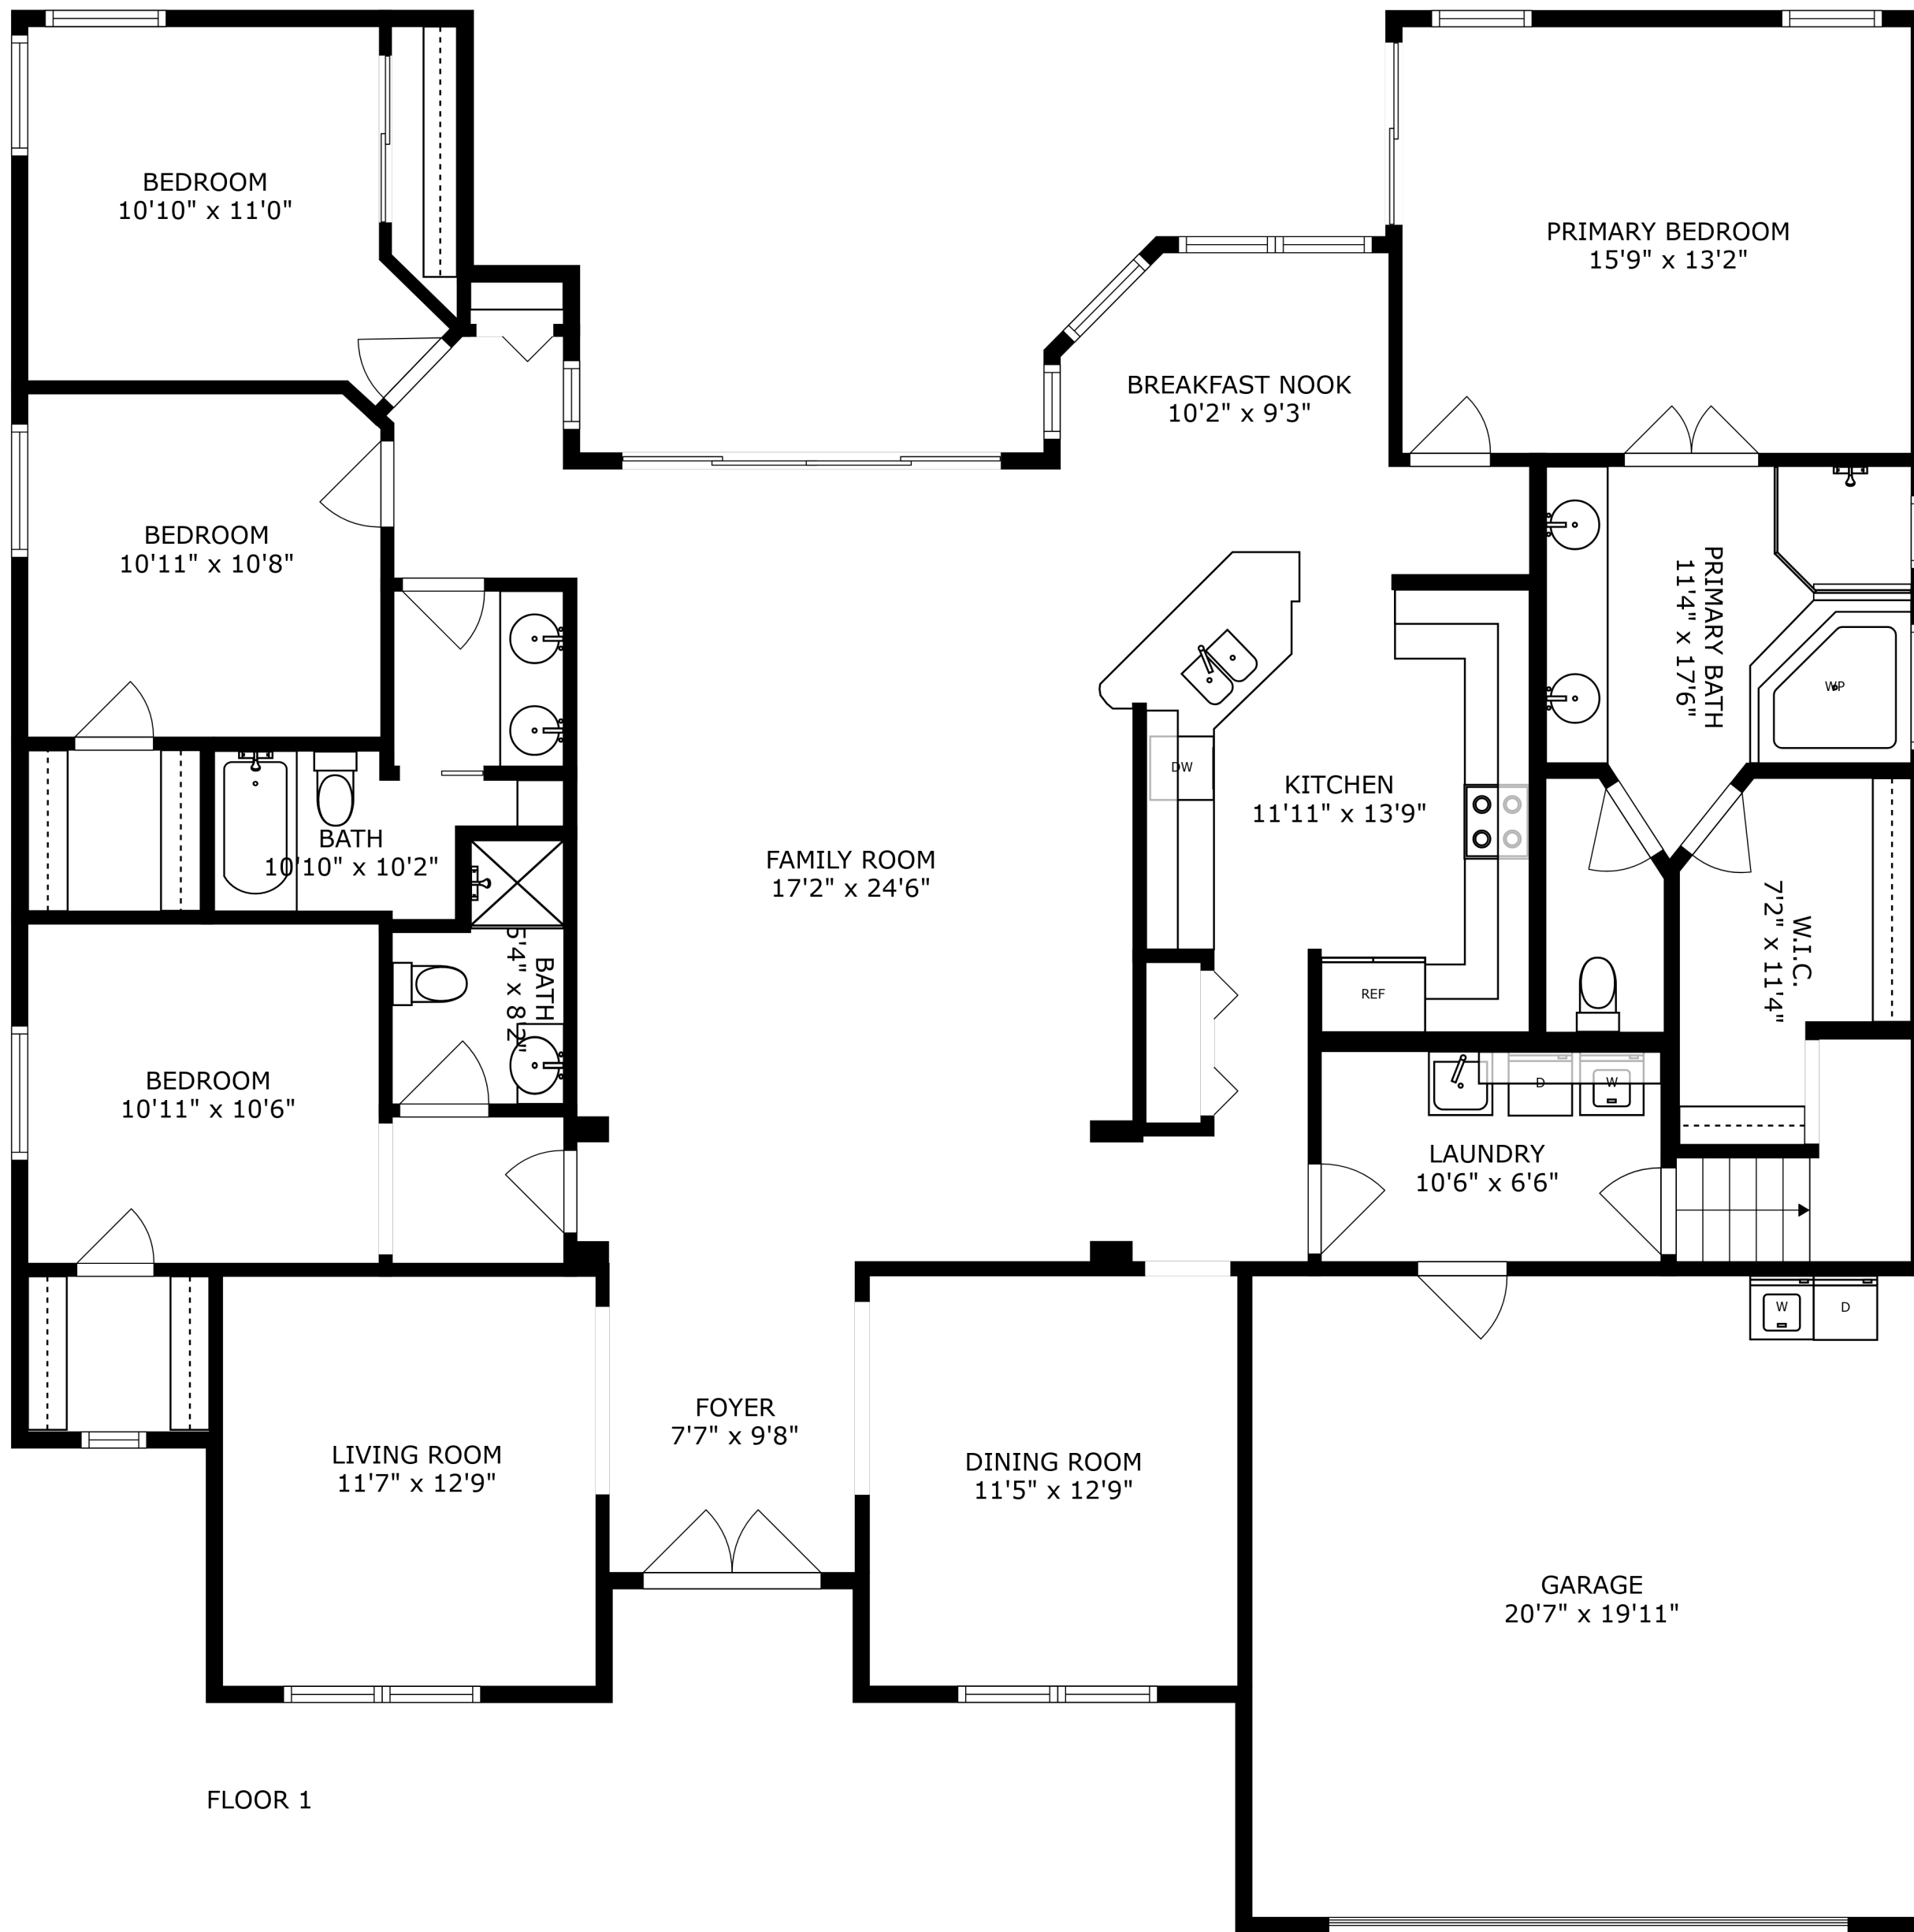 BEDROOM
10'10" x 11'0"
PRIMARY BEDROOM
15'9" x 13'2"
BREAKFAST NOOK
10'2" x 9'3"
BEDROOM
10'11" x 10'8"
PRIMARY BATH
11'4" x 17'6"
WP
DW
KITCHEN
11'11" x 13'9"
BATH
10'10" x 10'2"
FAMILY ROOM
17'2" x 24'6"
W.I.C.
7'2" x 11'4"
BATH
5'4" x 8'2"
REF
BEDROOM
10'11" x 10'6"
D
W
LAUNDRY
10'6" x 6'6"
W
D
FOYER
7'7" x 9'8"
LIVING ROOM
11'7" x 12'9"
DINING ROOM
11'5" x 12'9"
GARAGE
20'7" x 19'11"
FLOOR 1